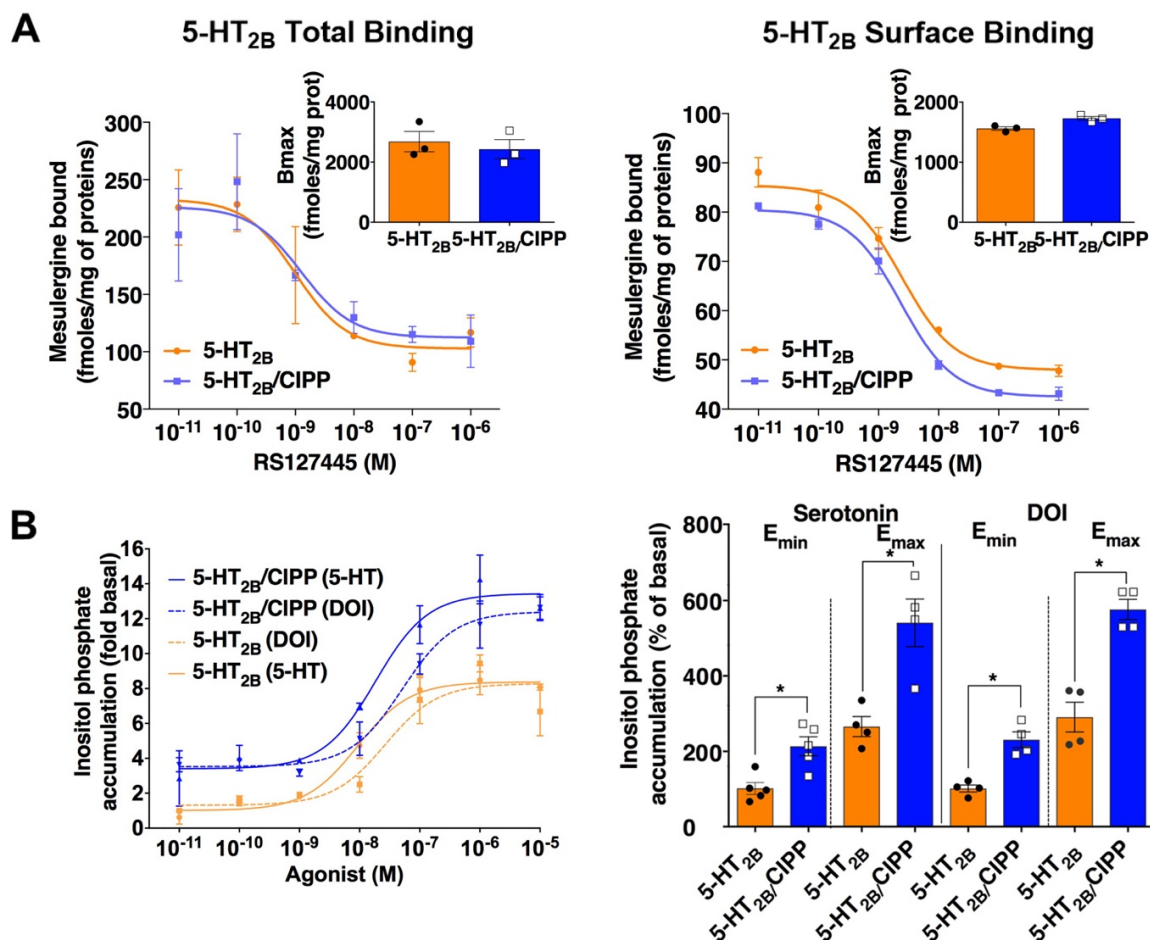 A
5-HT2B Total Binding
Mesulergine bound
(fmoles/mg of proteins)
300
250
200
150
100
50
10-11
10-10
10-9
10-8
10-7
10-6
RS127445 (M)
5-HT2B
5-HT2B/CIPP
Bmax
(fmoles/mg prot)
4000
2000
0
5-HT2B
5-HT2B/CIPP
5-HT2B Surface Binding
Mesulergine bound
(fmoles/mg of proteins)
100
90
80
70
60
50
40
10-11
10-10
10-9
10-8
10-7
10-6
RS127445 (M)
5-HT2B
5-HT2B/CIPP
Bmax
(fmoles/mg prot)
2000
1000
0
5-HT2B
5-HT2B/CIPP
B
Inositol phosphate
accumulation (fold basal)
16
14
12
10
8
6
4
2
0
5-HT2B/CIPP (5-HT)
5-HT2B/CIPP (DOI)
5-HT2B (DOI)
5-HT2B (5-HT)
10-11
10-10
10-9
10-8
10-7
10-6
10-5
Agonist (M)
Inositol phosphate
accumulation (% of basal)
800
600
400
200
0
Serotonin
DOI
Emin
Emax
Emin
Emax
*
*
*
*
5-HT2B
5-HT2B/CIPP
5-HT2B
5-HT2B/CIPP
5-HT2B
5-HT2B/CIPP
5-HT2B
5-HT2B/CIPP